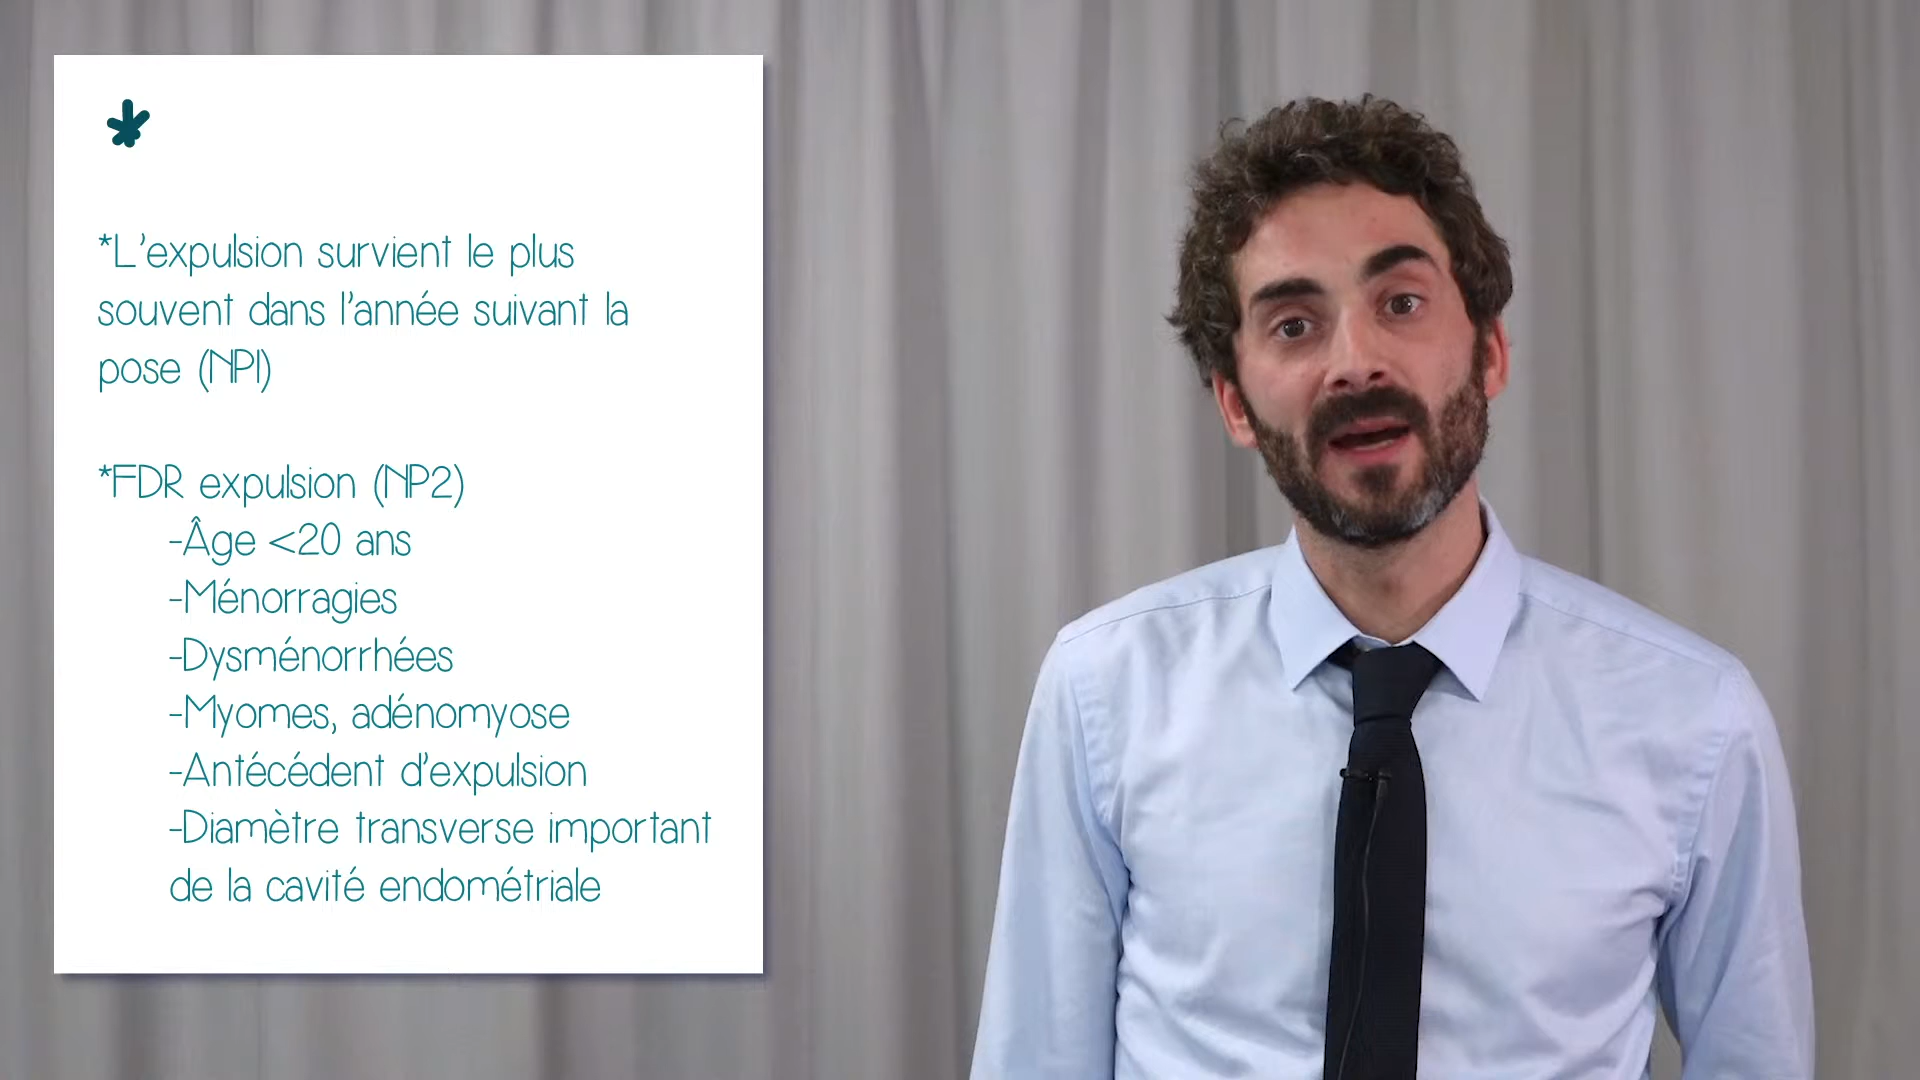 *L'expulsion survient le plus
souvent dans l'année suivant la
pose (NP1)
*FDR expulsion (NP2)
-Âge <20 ans
-Ménorragies
-Dysménorrhées
-Myomes, adénomyose
-Antécédent d'expulsion
-Diamètre transverse important
de la cavité endométriale